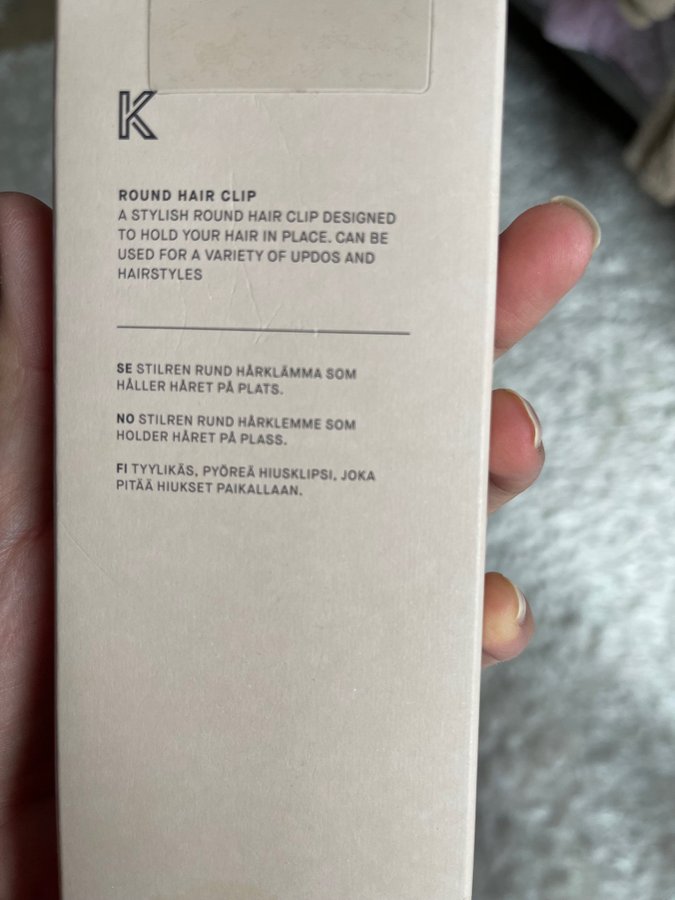 K
ROUND HAIR CLIP
A STYLISH ROUND HAIR CLIP DESIGNED
TO HOLD YOUR HAIR IN PLACE. CAN BE
USED FOR A VARIETY OF UPDOS AND
HAIRSTYLES
SE STILREN RUND HÅRKLÄMMA SOM
HÅLLER HÅRET PÅ PLATS.
NO STILREN RUND HÅRKLEMME SOM
HOLDER HÅRET PÅ PLASS.
FI TYYLIKÄS, PYÖREÄ HIUSKLIPSI, JOKA
PITÄÄ HIUKSET PAIKALLAAN.